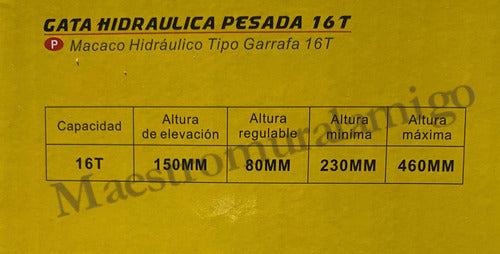 GATA HIDRAULICA PESADA 16T
P Macaco Hidráulico Tipo Garrafa 16T
Capacidad Altura de elevación Altura regulable Altura minima Altura máxima
16T 150MM 80MM 230MM 460MM
Maestromuralamigo